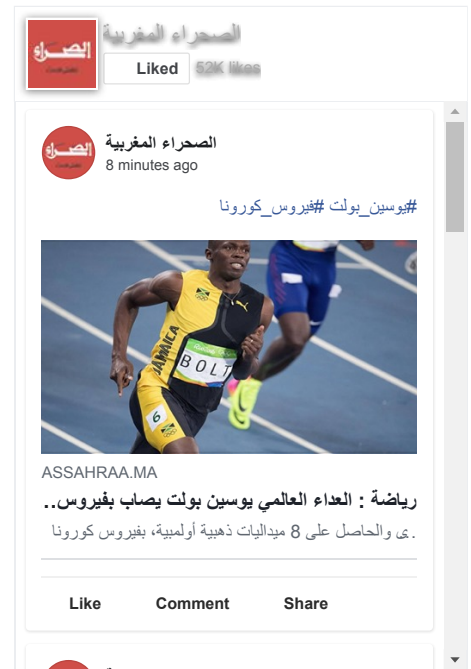 الصحراء المغربية
Liked
52K likes
الصحراء المغربية
8 minutes ago
#يوسين_بولت #فيروس_كورونا
JAMAICA
BOLT
6
ASSAHRAA.MA
رياضة : العداء العالمي يوسين بولت يصاب بفيروس..
ي والحاصل على 8 ميداليات ذهبية أولمبية، بفيروس كورونا.
Like
Comment
Share